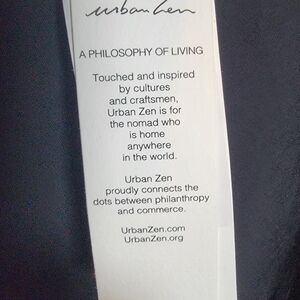 urban zen
A PHILOSOPHY OF LIVING
Touched and inspired
by cultures
and craftsmen,
Urban Zen is for
the nomad who
is home
anywhere
in the world.
Urban Zen
proudly connects the
dots between philanthropy
and commerce.
UrbanZen.com
UrbanZen.org